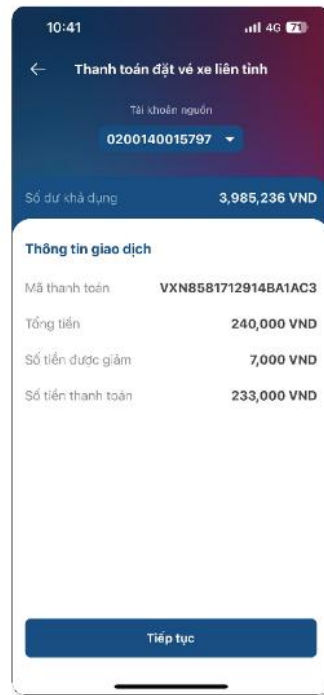 10:41
4G 71
Thanh toán đặt vé xe liên tỉnh
Tài khoản nguồn
0200140015797
Số dư khả dụng 3,985,236 VND
Thông tin giao dịch
Mã thanh toán VXN8581712914BA1AC3
Tổng tiền 240,000 VND
Số tiền được giảm 7,000 VND
Số tiền thanh toán 233,000 VND
Tiếp tục